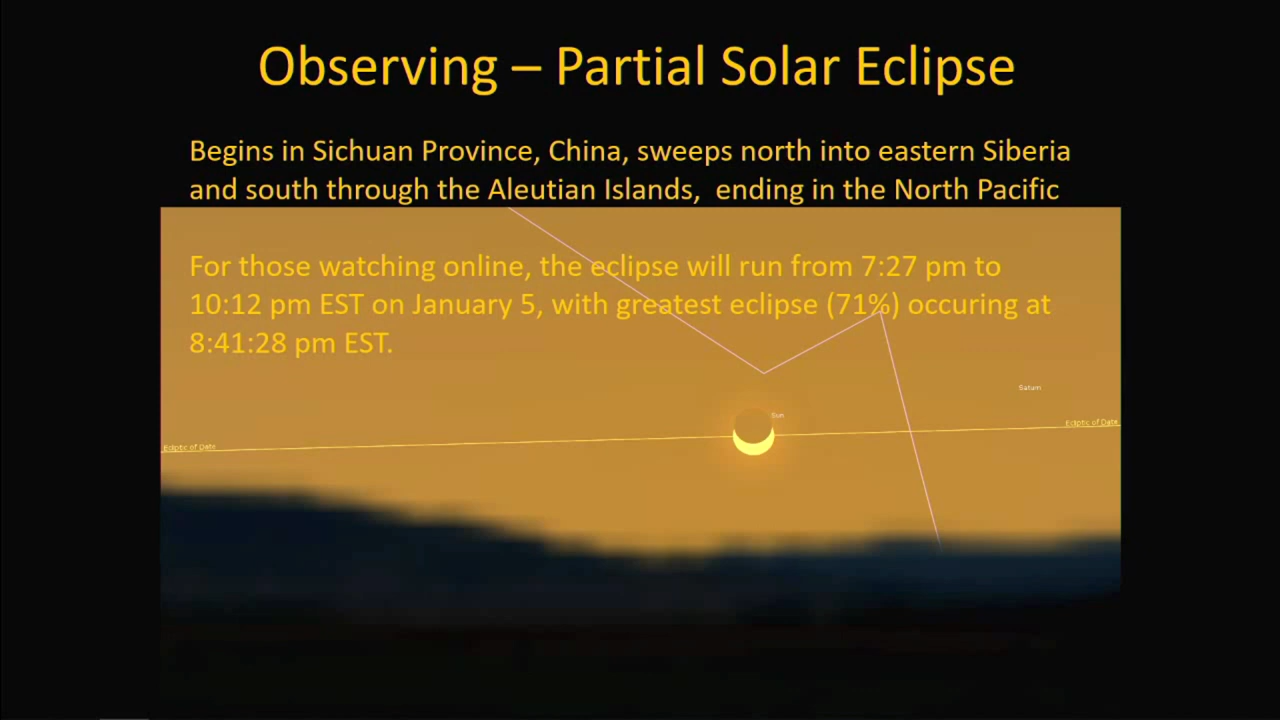 Observing – Partial Solar Eclipse
Begins in Sichuan Province, China, sweeps north into eastern Siberia
and south through the Aleutian Islands,  ending in the North Pacific
For those watching online, the eclipse will run from 7:27 pm to
10:12 pm EST on January 5, with greatest eclipse (71%) occuring at
8:41:28 pm EST.
Saturn
Sun
Ecliptic of Date
Ecliptic of Date